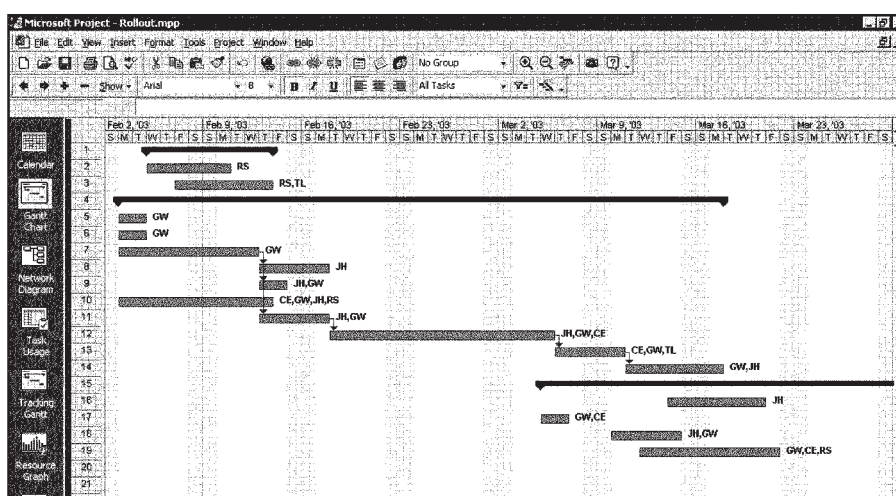 Microsoft Project - Rollout.mpp
File Edit View Insert Format Tools Project Window Help
No Group
Show Arial 8 B I U All Tasks
Feb 2, '03 Feb 9, '03 Feb 16, '03 Feb 23, '03 Mar 2, '03 Mar 9, '03 Mar 16, '03 Mar 23, '03
S M T W T F S S M T W T F S S M T W T F S S M T W T F S S M T W T F S S M T W T F S S M T W T F S S M T W T F S
Calendar
Gantt Chart
Network Diagram
Task Usage
Tracking Gantt
Resource Graph
1
2 RS
3 RS,TL
4
5 GW
6 GW
7 GW
8 JH
9 JH,GW
10 CE,GW,JH,RS
11 JH,GW
12 JH,GW,CE
13 CE,GW,TL
14 GW,JH
15
16 JH
17 GW,CE
18 JH,GW
19 GW,CE,RS
20
21